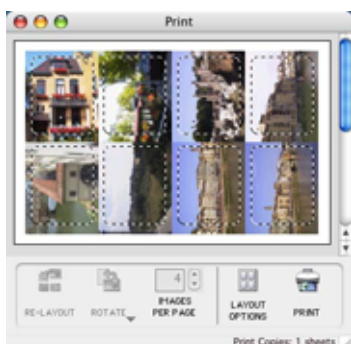 Print
4
RE-LAYOUT
ROTATE
IMAGES
PER PAGE
LAYOUT
OPTIONS
PRINT
Print Copies: 1 sheets